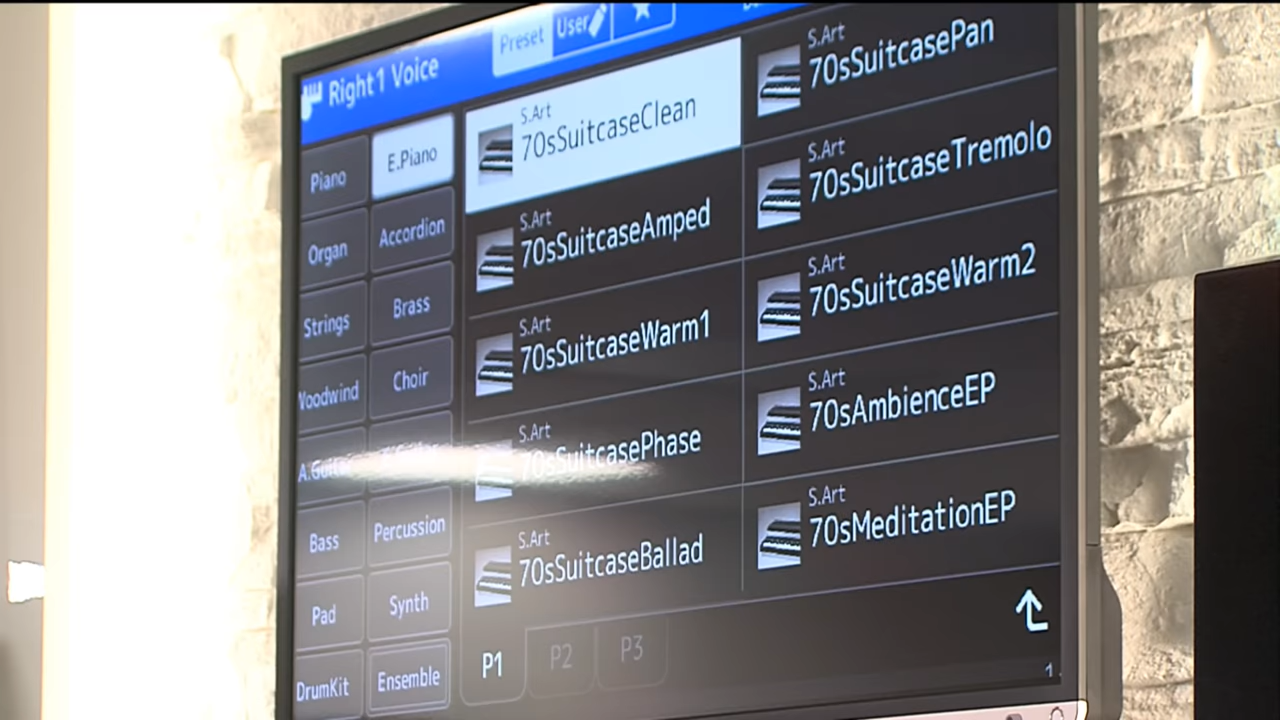 Right1 Voice
Preset
User
Piano
E.Piano
Organ
Accordion
Strings
Brass
Woodwind
Choir
A.Guitar
Bass
Percussion
Pad
Synth
DrumKit
Ensemble
S.Art
70sSuitcaseClean
S.Art
70sSuitcasePan
S.Art
70sSuitcaseAmped
S.Art
70sSuitcaseTremolo
S.Art
70sSuitcaseWarm1
S.Art
70sSuitcaseWarm2
S.Art
70sSuitcasePhase
S.Art
70sAmbienceEP
S.Art
70sSuitcaseBallad
S.Art
70sMeditationEP
P1
P2
P3
1